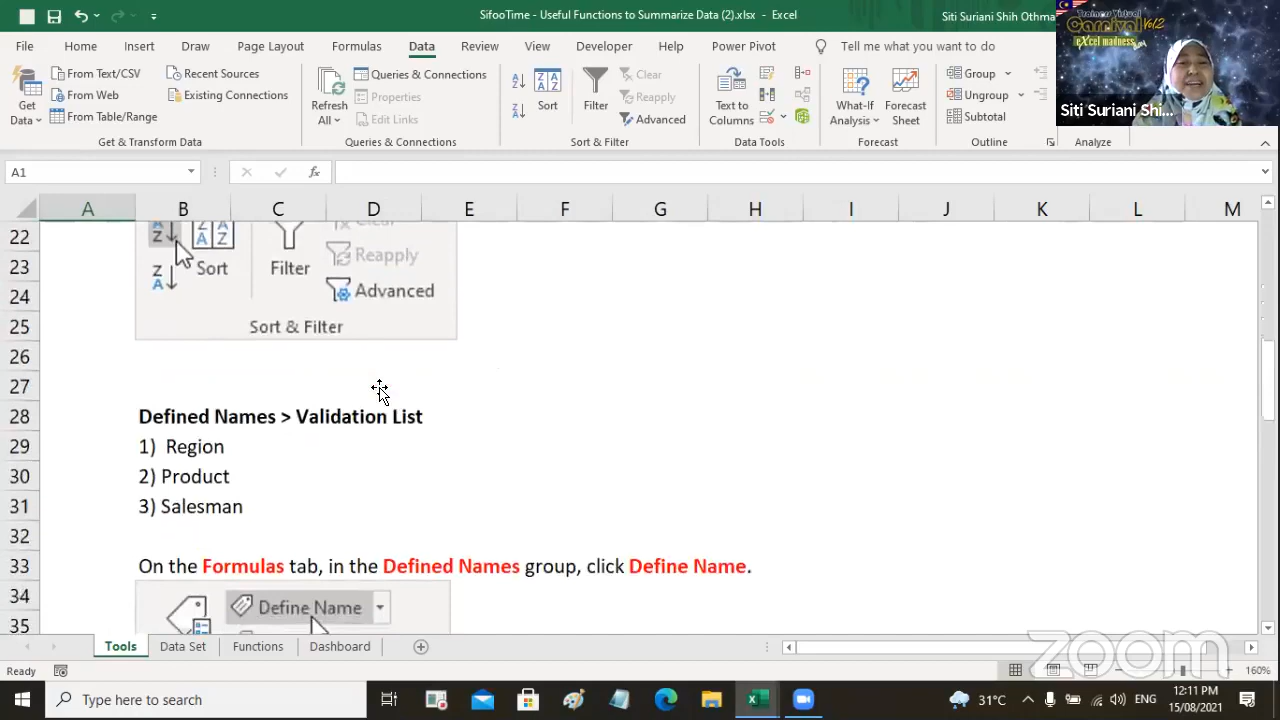 SifooTime - Useful Functions to Summarize Data (2).xlsx - Excel
Siti Suriani Shih Othma
File Home Insert Draw Page Layout Formulas Data Review View Developer Help Power Pivot Tell me what you want to do
Get Data
From Text/CSV
From Web
From Table/Range
Recent Sources
Existing Connections
Get & Transform Data
Refresh All
Queries & Connections
Properties
Edit Links
Queries & Connections
Sort
Filter
Clear
Reapply
Advanced
Sort & Filter
Text to Columns
Data Tools
What-If Analysis
Forecast Sheet
Forecast
Group
Ungroup
Subtotal
Outline
Analyze
Trainers Virtual
Carnival Vol2
eXcel madness
Siti Suriani Shi...
A1
fx
A B C D E F G H I J K L M
22
23
24
25
26
27
28
29
30
31
32
33
34
35
Sort
Filter
Clear
Reapply
Advanced
Sort & Filter
Defined Names > Validation List
1) Region
2) Product
3) Salesman
On the Formulas tab, in the Defined Names group, click Define Name.
Define Name
Tools Data Set Functions Dashboard
zoom
Ready
160%
Type here to search
31°C
ENG
12:11 PM
15/08/2021